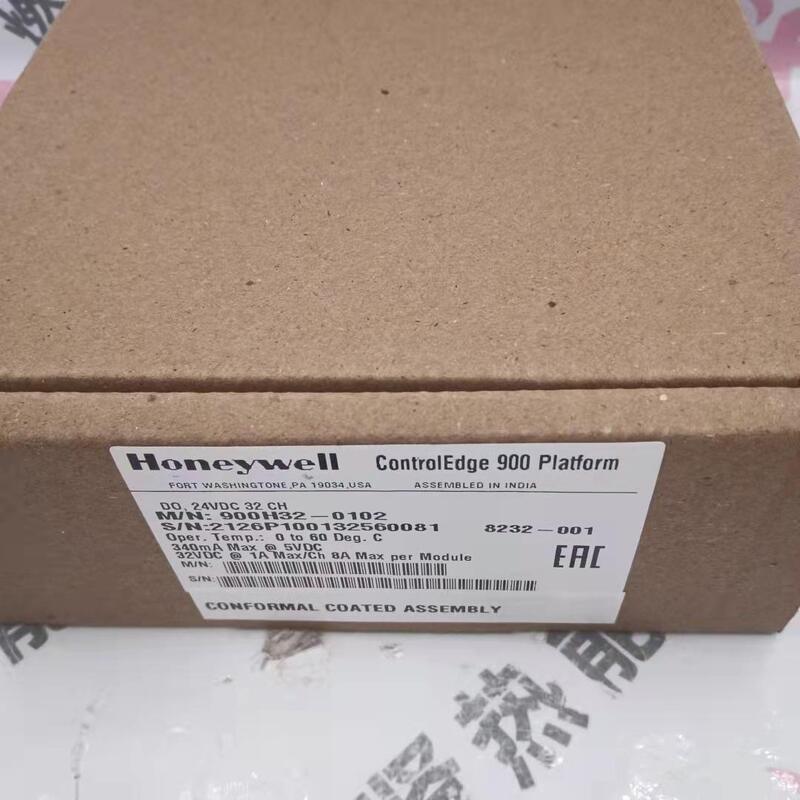 Honeywell ControlEdge 900 Platform
FORT WASHINGTONE,PA 19034,USA ASSEMBLED IN INDIA
DO, 24VDC 32 CH
M/N: 900H32-0102
S/N:2126P100132560081 8232-001
Oper. Temp.: 0 to 60 Deg. C
340mA Max @ 5VDC
32VDC @ 1A Max/Ch 8A Max per Module
M/N:
EAC
S/N:
CONFORMAL COATED ASSEMBLY
热能